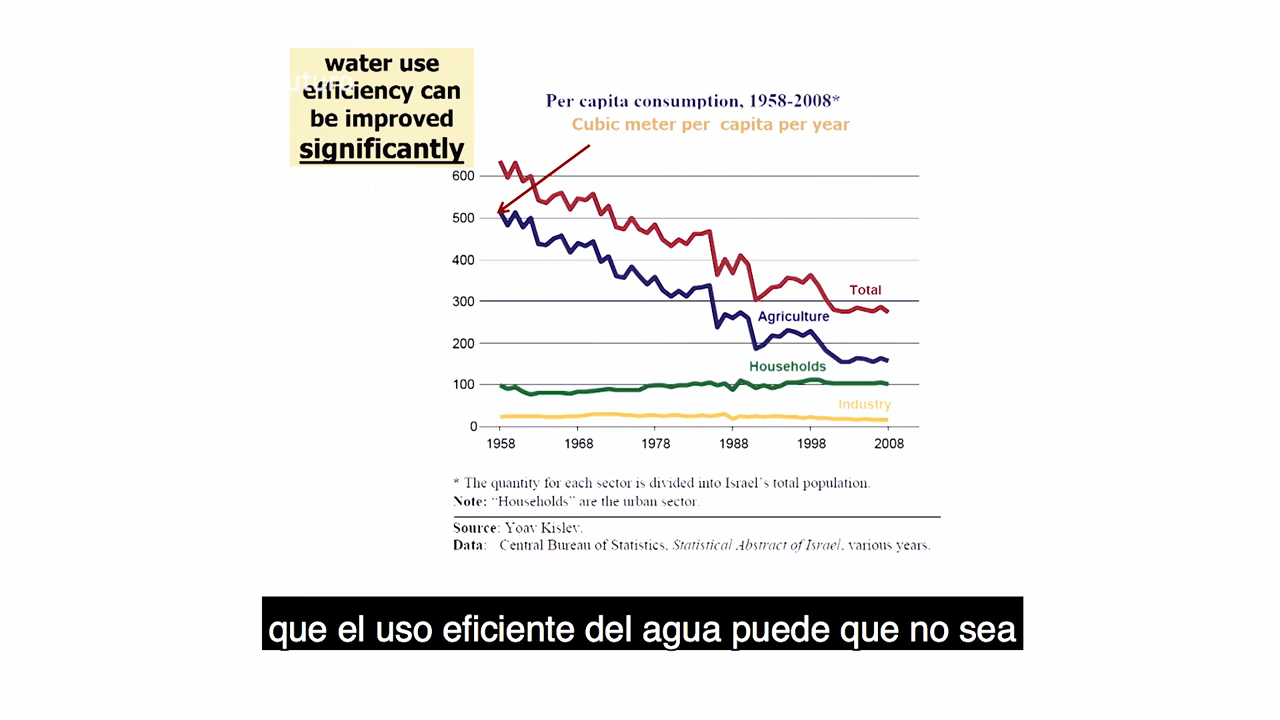 water use
efficiency can
be improved
significantly
Per capita consumption, 1958-2008*
Cubic meter per capita per year
600
500
400
300
200
100
0
Total
Agriculture
Households
Industry
1958 1968 1978 1988 1998 2008
* The quantity for each sector is divided into Israel's total population.
Note: "Households" are the urban sector.
Source: Yoav Kislev.
Data: Central Bureau of Statistics, Statistical Abstract of Israel, various years.
que el uso eficiente del agua puede que no sea